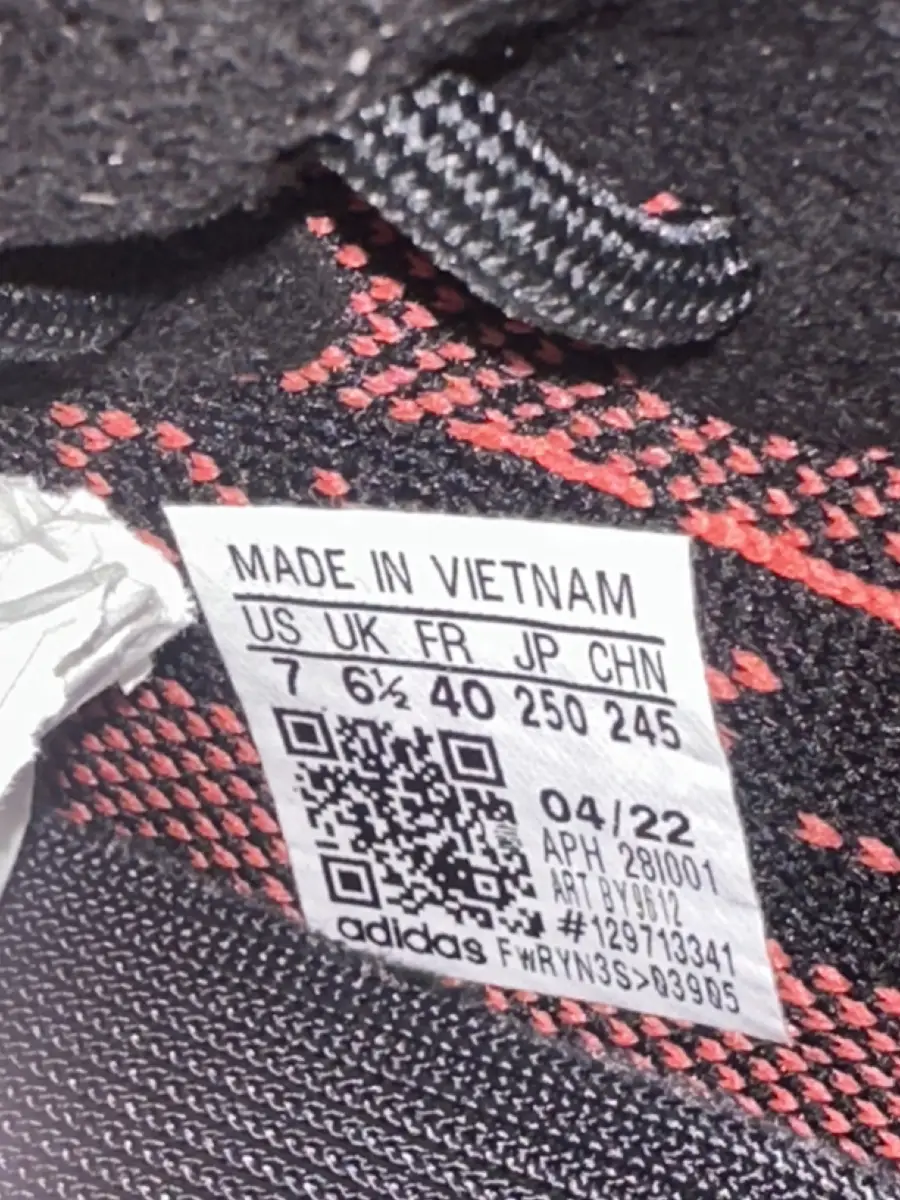 MADE IN VIETNAM
US UK FR JP CHN
7 6½ 40 250 245
04/22
APH 28I001
ART BY9612
#129713341
adidas FwRYN3S>03905